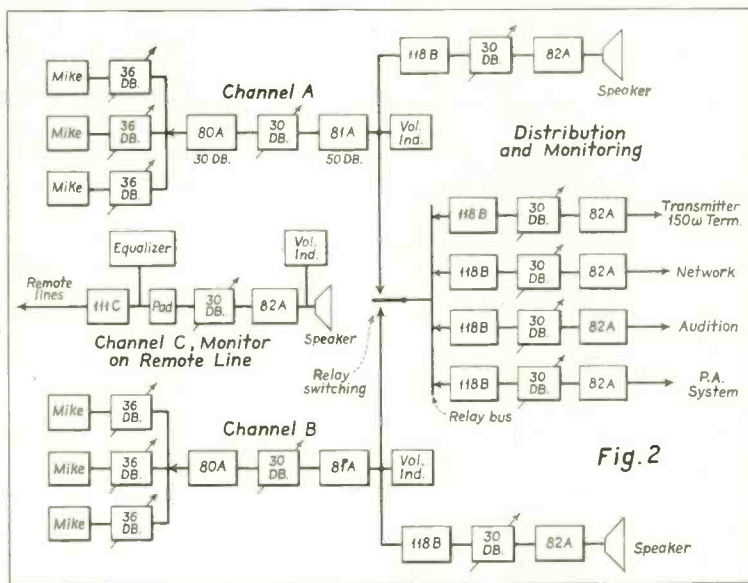 Mike
36
DB.
Channel A
Mike
36
DB.
Mike
36
DB.
80A
30 DB.
30
DB.
81A
50 DB.
Vol.
Ind.
118B
30
DB.
82A
Speaker
Distribution
and Monitoring
118B
30
DB.
82A
Transmitter
150ω Term.
118B
30
DB.
82A
Network
118B
30
DB.
82A
Audition
118B
30
DB.
82A
P.A.
System
Relay bus
Relay
switching
Equalizer
Vol.
Ind.
Remote
lines
111C
Pad
30
DB.
82A
Speaker
Channel C, Monitor
on Remote Line
Mike
36
DB.
Channel B
Mike
36
DB.
Mike
36
DB.
80A
30
DB.
81A
Vol.
Ind.
Fig. 2
118B
30
DB.
82A
Speaker